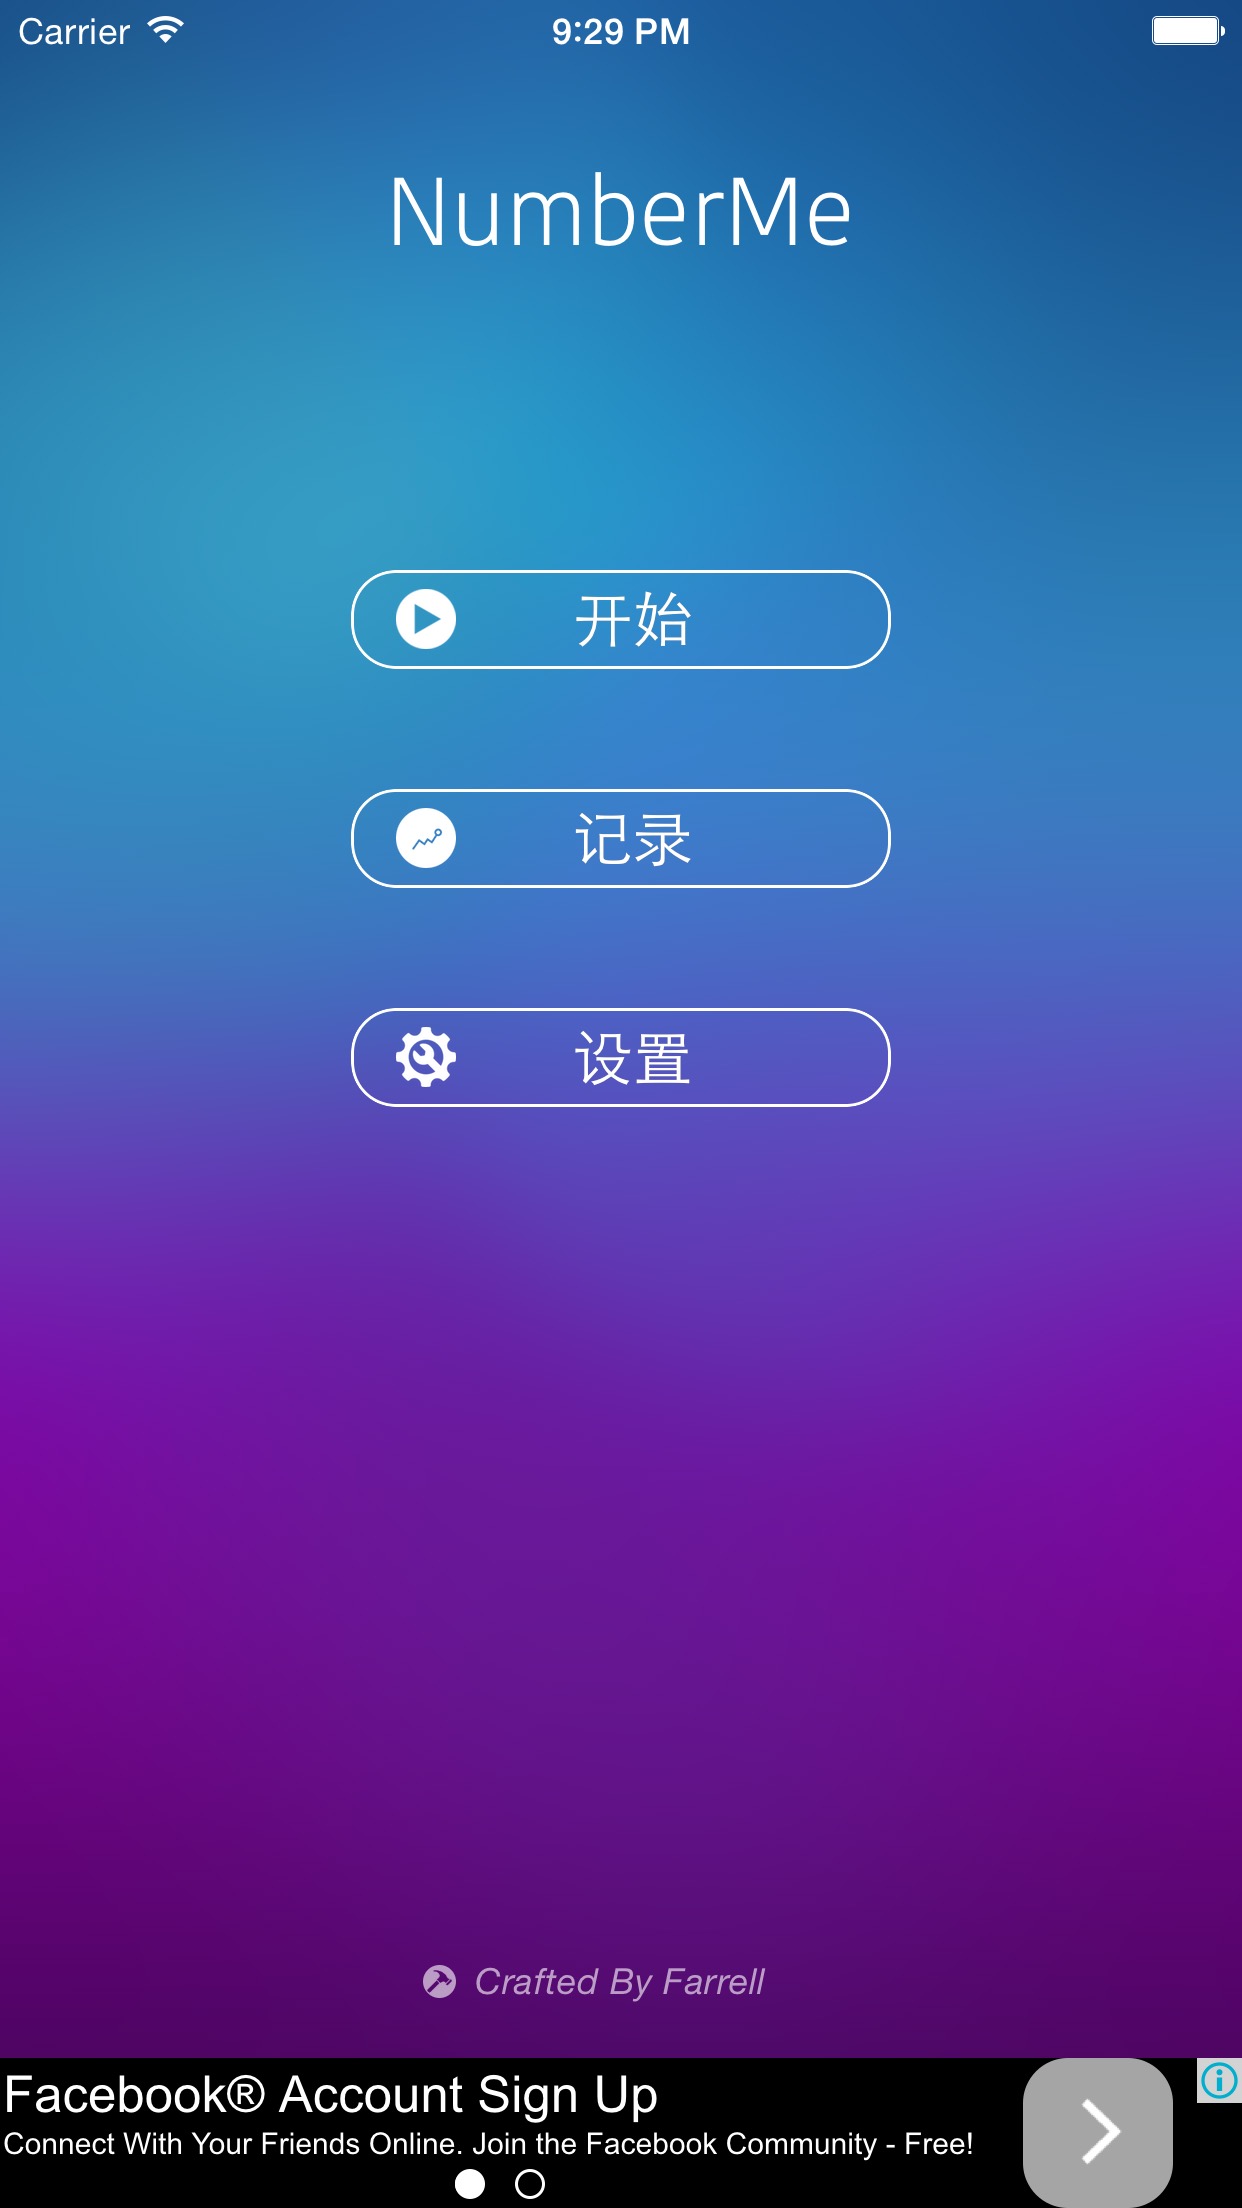 Carrier 9:29 PM
NumberMe
开始
记录
设置
Crafted By Farrell
Facebook® Account Sign Up
Connect With Your Friends Online. Join the Facebook Community - Free!